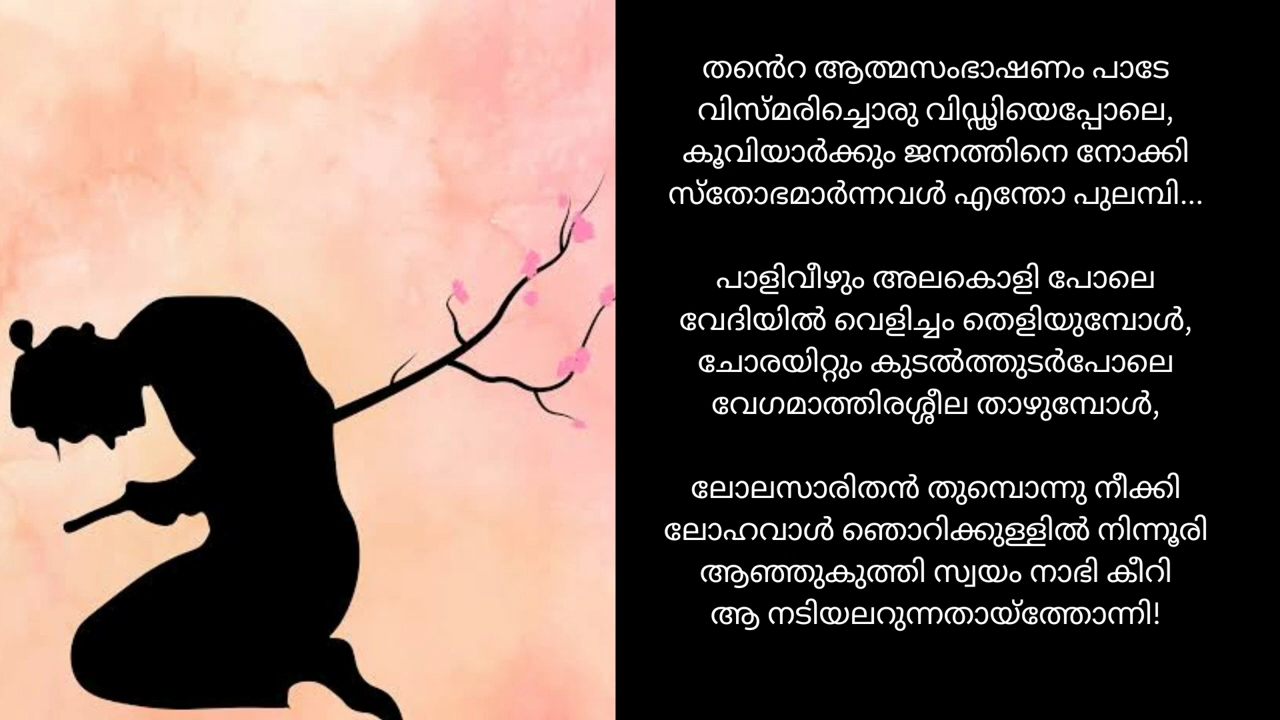 തൻെറ ആത്മസംഭാഷണം പാടേ
വിസ്മരിച്ചൊരു വിഡ്ഢിയെപ്പോലെ,
കൂവിയാർക്കും ജനത്തിനെ നോക്കി
സ്തോഭമാർന്നവൾ എന്തോ പുലമ്പി...
പാളിവീഴും അലകൊളി പോലെ
വേദിയിൽ വെളിച്ചം തെളിയുമ്പോൾ,
ചോരയിറ്റും കുടൽത്തുടർപോലെ
വേഗമാത്തിരശ്ശീല താഴുമ്പോൾ,
ലോലസാരിതൻ തുമ്പൊന്നു നീക്കി
ലോഹവാൾ ഞൊറിക്കുള്ളിൽ നിന്നൂരി
ആഞ്ഞുകുത്തി സ്വയം നാഭി കീറി
ആ നടിയലറുന്നതായ്ത്തോന്നി!